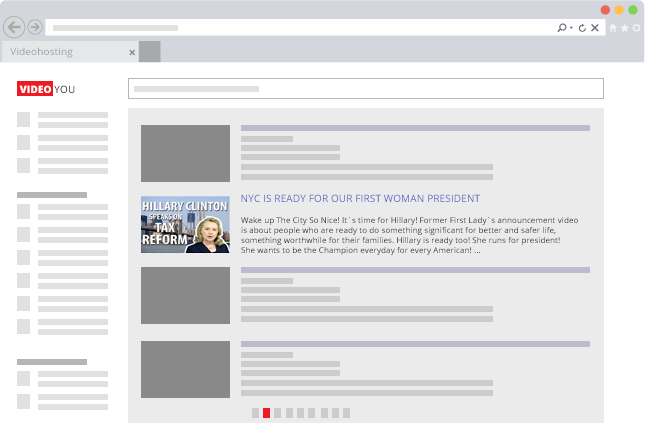 Videohosting
VIDEO YOU
NYC IS READY FOR OUR FIRST WOMAN PRESIDENT
HILLARY CLINTON
SPEAKS ON
TAX
REFORM
Wake up The City So Nice! It`s time for Hillary! Former First Lady`s announcement video
is about people who are ready to do something significant for better and safer life,
something worthwhile for their families. Hillary is ready too! She runs for president!
She wants to be the Champion everyday for every American! ...